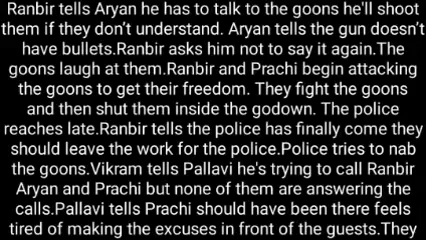 Ranbir tells Aryan he has to talk to the goons he'll shoot
them if they don't understand. Aryan tells the gun doesn't
have bullets.Ranbir asks him not to say it again.The
goons laugh at them.Ranbir and Prachi begin attacking
the goons to get their freedom. They fight the goons
and then shut them inside the godown. The police
reaches late.Ranbir tells the police has finally come they
should leave the work for the police.Police tries to nab
the goons.Vikram tells Pallavi he's trying to call Ranbir
Aryan and Prachi but none of them are answering the
calls.Pallavi tells Prachi should have been there feels
tired of making the excuses in front of the guests.They